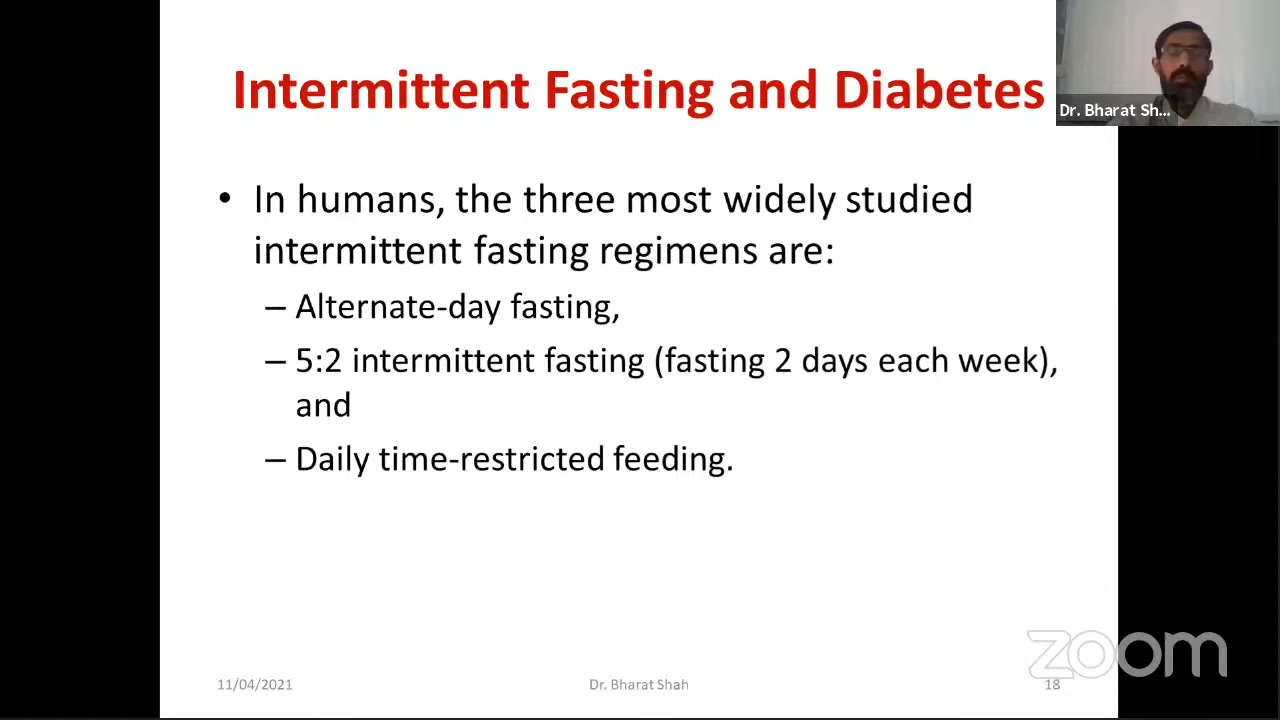 Intermittent Fasting and Diabetes
Dr. Bharat Sh...
• In humans, the three most widely studied
intermittent fasting regimens are:
– Alternate-day fasting,
– 5:2 intermittent fasting (fasting 2 days each week),
and
– Daily time-restricted feeding.
zoom
11/04/2021
Dr. Bharat Shah
18